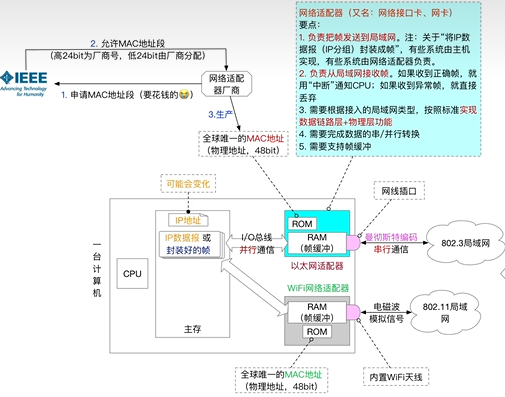 网络适配器（又名：网络接口卡、网卡）
要点：
1. 负责把帧发送到局域网。注：关于“将IP数
据报（IP分组）封装成帧”，有些系统由主机
实现，有些系统由网络适配器负责。
2. 负责从局域网接收帧。如果收到正确帧，就
用“中断”通知CPU；如果收到异常帧，就直接
丢弃
3. 需要根据接入的局域网类型，按照标准实现
数据链路层+物理层功能
4. 需要完成数据的串/并行转换
5. 需要支持帧缓冲
2. 允许MAC地址段
（高24bit为厂商号，低24bit由厂商分配）
IEEE
Advancing Technology
for Humanity
1. 申请MAC地址段（要花钱的😭）
网络适配
器厂商
3.生产
全球唯一的MAC地址
（物理地址，48bit）
可能会变化
网线插口
一台计算机
CPU
IP地址
IP数据报 或
封装好的帧
主存
I/O总线
并行通信
ROM
RAM
（帧缓冲）
以太网适配器
曼彻斯特编码
串行通信
802.3局域网
WiFi网络适配器
RAM
（帧缓冲）
ROM
电磁波
模拟信号
802.11局域
网
全球唯一的MAC地址
（物理地址，48bit）
内置WiFi天线